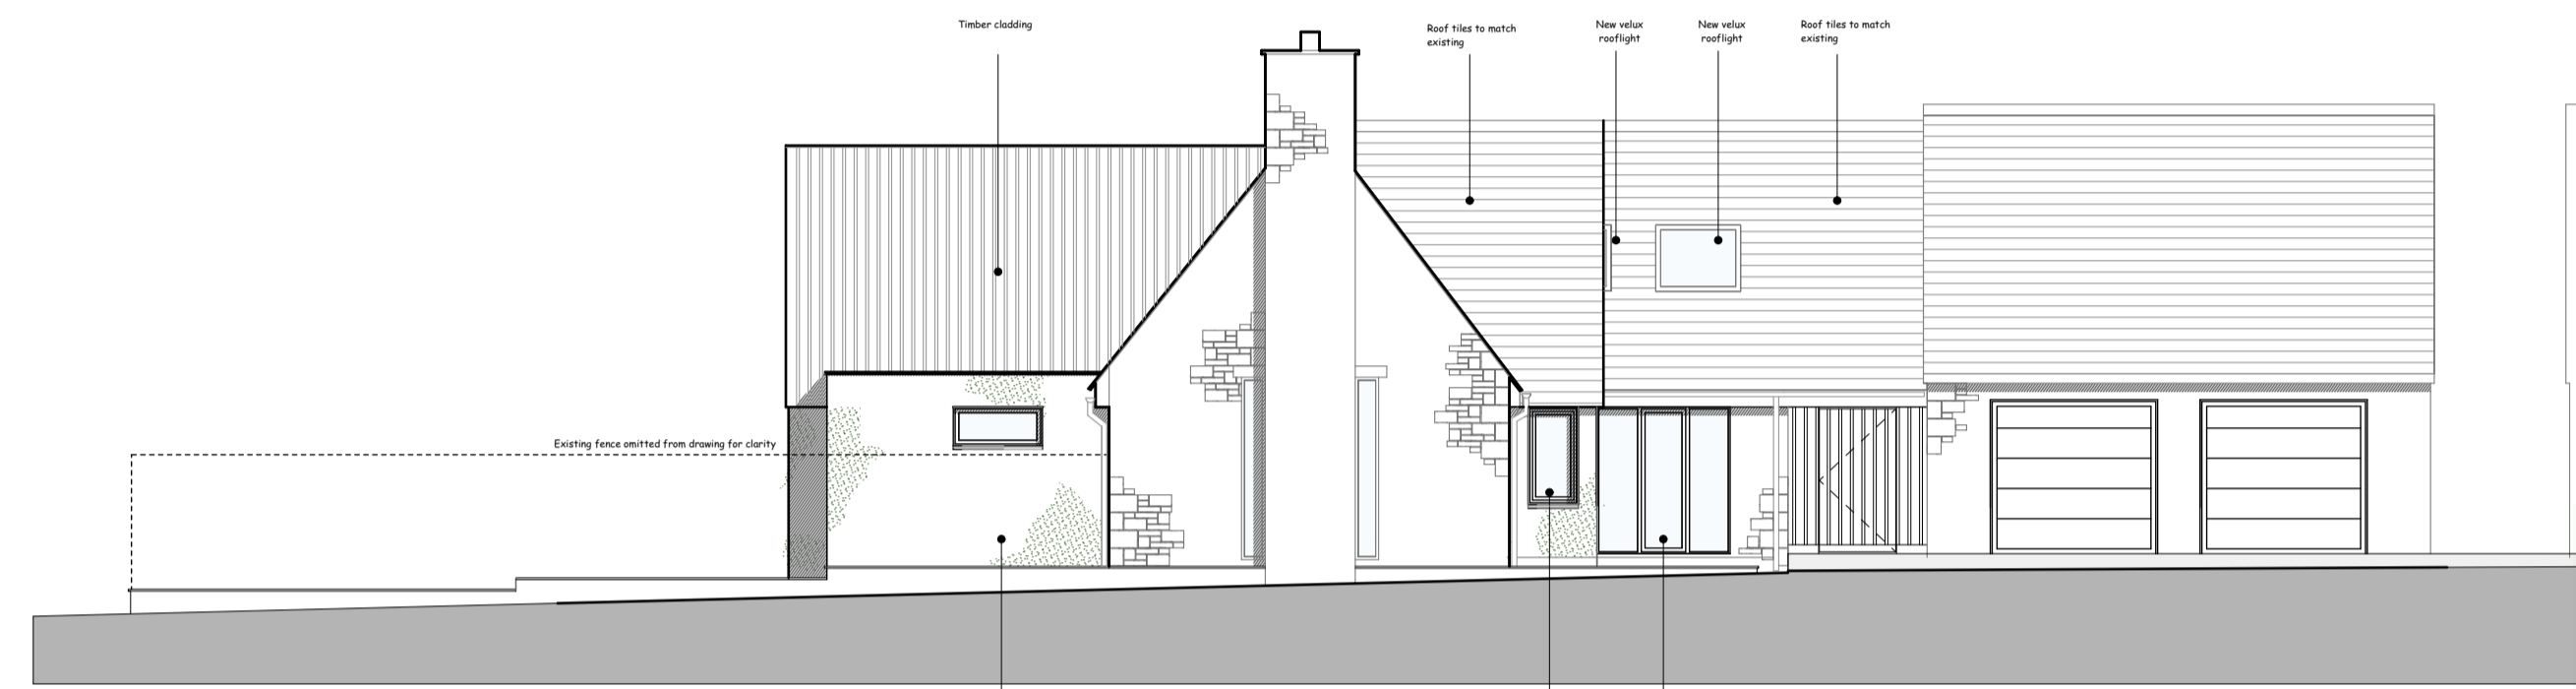 Timber cladding
Roof tiles to match
existing
New velux
rooflight
New velux
rooflight
Roof tiles to match
existing
Existing fence omitted from drawing for clarity